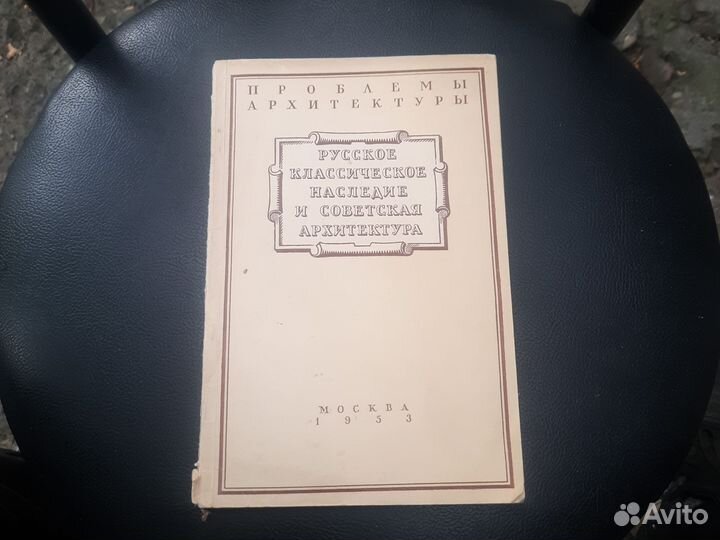 ПРОБЛЕМЫ
АРХИТЕКТУРЫ
РУССКОЕ
КЛАССИЧЕСКОЕ
НАСЛЕДИЕ
И СОВЕТСКАЯ
АРХИТЕКТУРА
МОСКВА
1953
Avito